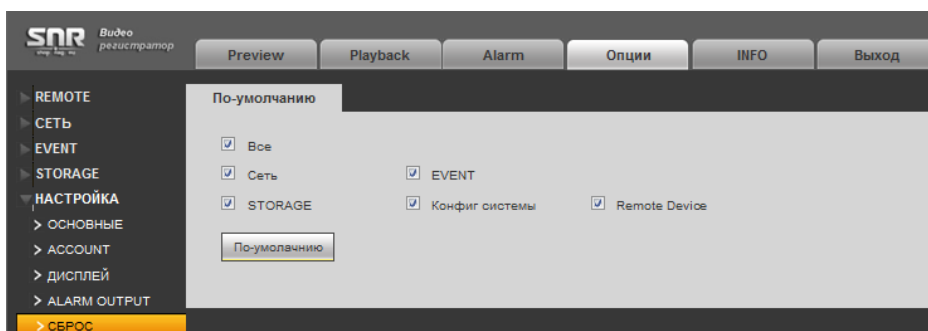 SNR Видео
регистратор
Preview Playback Alarm Опции INFO Выход
REMOTE
СЕТЬ
EVENT
STORAGE
НАСТРОЙКА
> ОСНОВНЫЕ
> ACCOUNT
> ДИСПЛЕЙ
> ALARM OUTPUT
> СБРОС
По-умолчанию
Все
Сеть EVENT
STORAGE Конфиг системы Remote Device
По-умолачнию